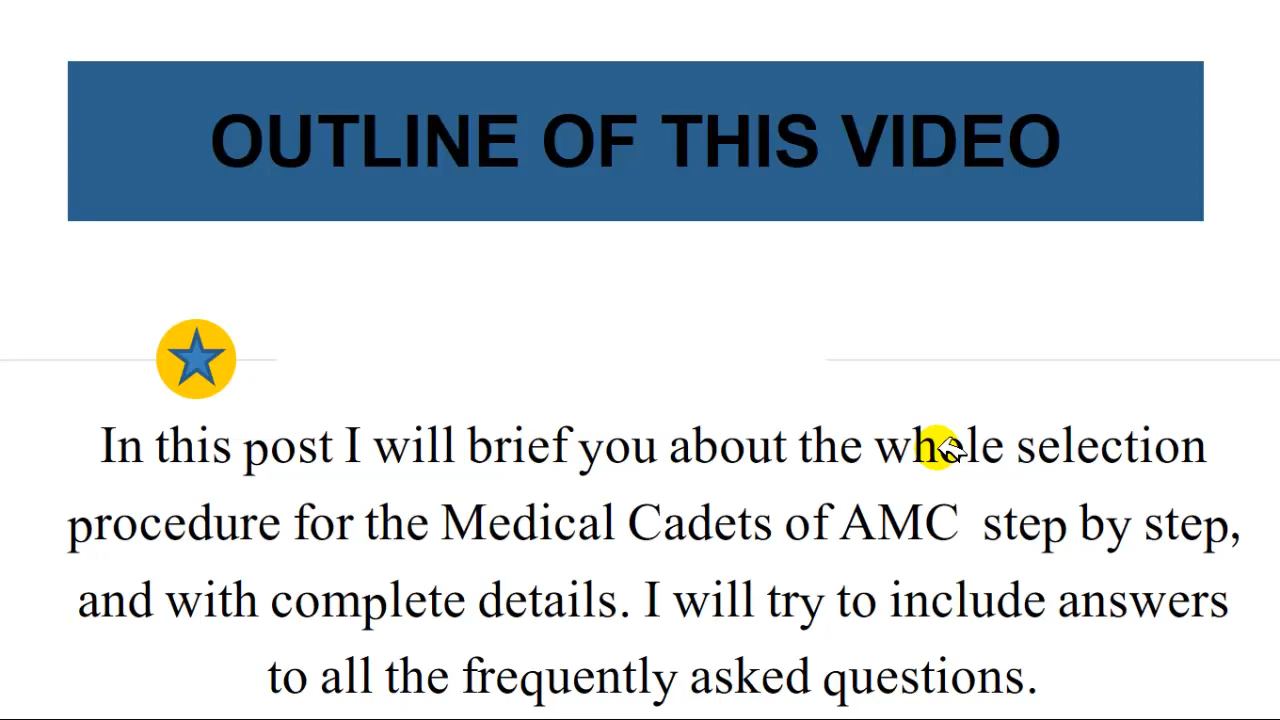 OUTLINE OF THIS VIDEO
In this post I will brief you about the whole selection
procedure for the Medical Cadets of AMC step by step,
and with complete details. I will try to include answers
to all the frequently asked questions.